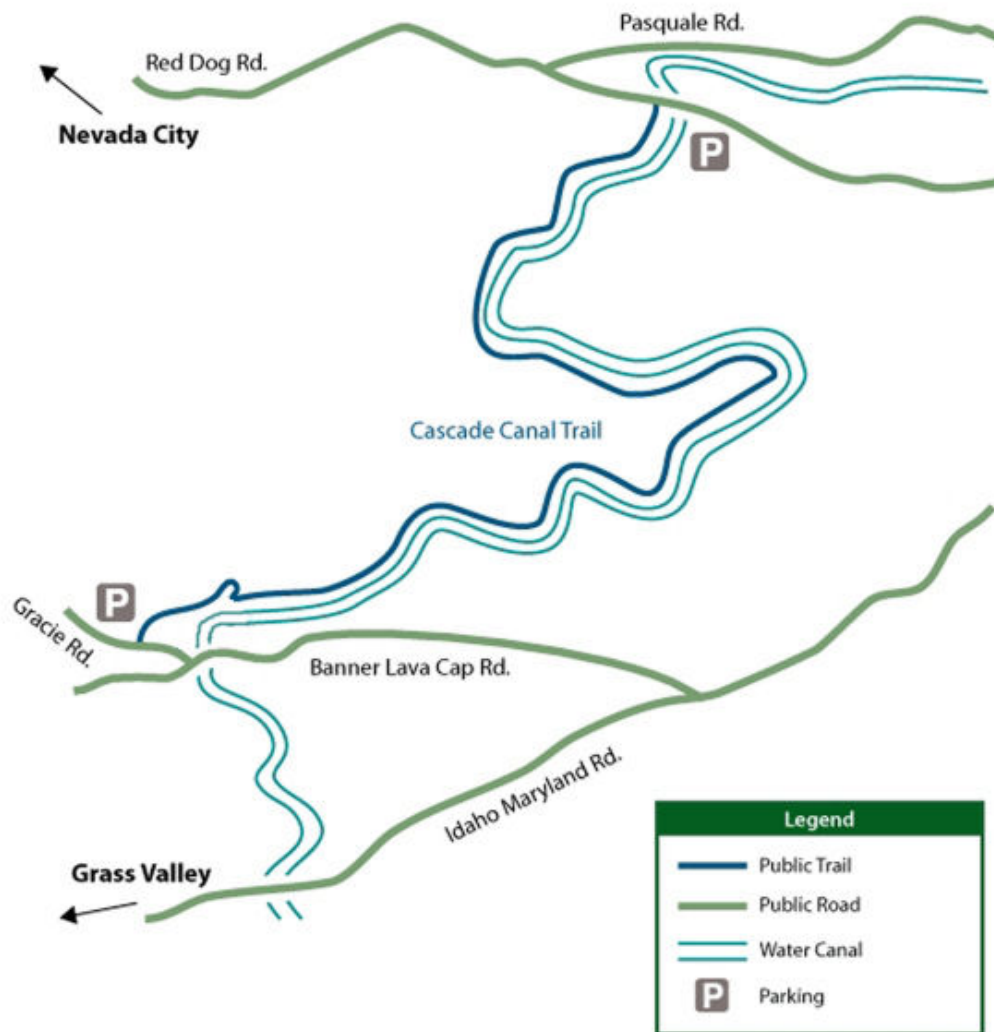 Pasquale Rd.
Red Dog Rd.
Nevada City
P
Cascade Canal Trail
P
Gracie Rd.
Banner Lava Cap Rd.
Idaho Maryland Rd.
Grass Valley
Legend
Public Trail
Public Road
Water Canal
P Parking